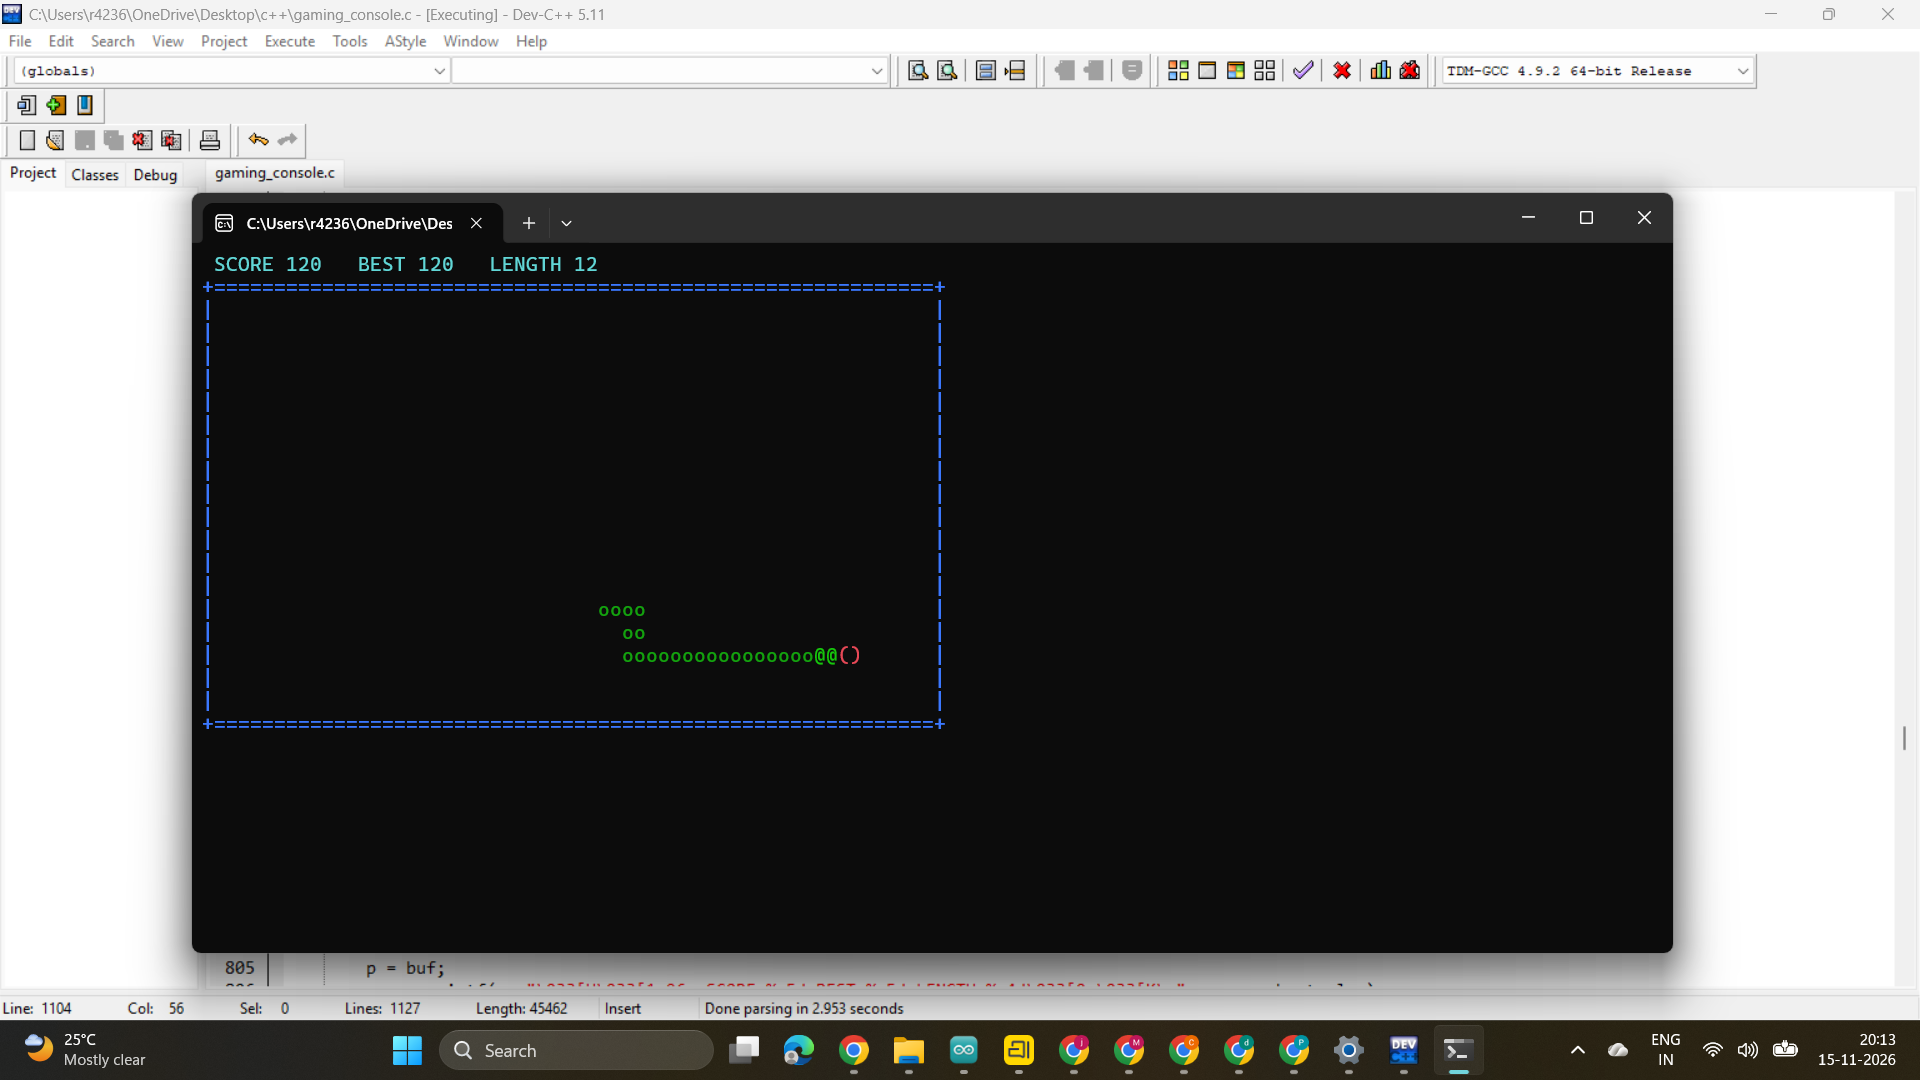 C:\Users\r4236\OneDrive\Desktop\c++\gaming_console.c - [Executing] - Dev-C++ 5.11
File Edit Search View Project Execute Tools AStyle Window Help
(globals)
TDM-GCC 4.9.2 64-bit Release
Project Classes Debug
gaming_console.c
C:\Users\r4236\OneDrive\Des
SCORE 120 BEST 120 LENGTH 12
+============================================================+
oooo
oo
oooooooooooooooo@@()
+============================================================+
805 p = buf;
Line: 1104 Col: 56 Sel: 0 Lines: 1127 Length: 45462 Insert Done parsing in 2.953 seconds
25°C
Mostly clear
Search
DEV
C++
ENG
IN
20:13
15-11-2026